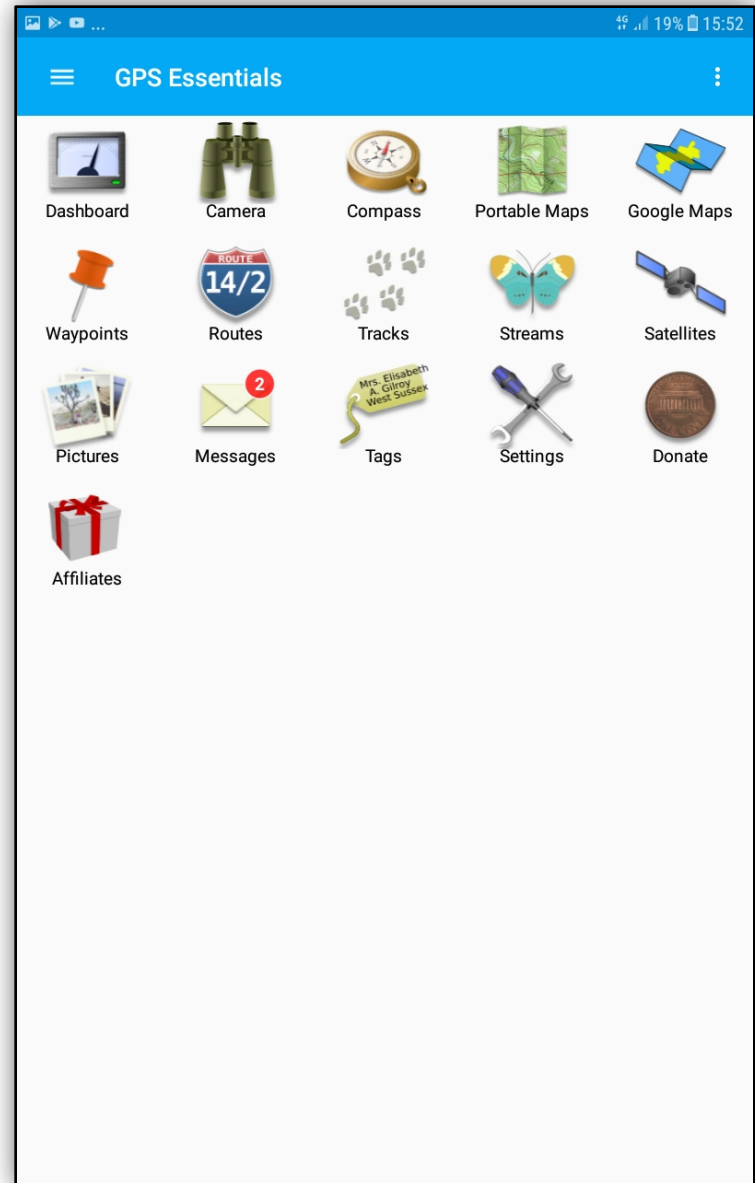 ... 4G 19% 15:52
GPS Essentials
Dashboard Camera Compass Portable Maps Google Maps
ROUTE
14/2
Waypoints Routes Tracks Streams Satellites
2
Mrs. Elisabeth
A. Gilroy
West Sussex
Pictures Messages Tags Settings Donate
Affiliates